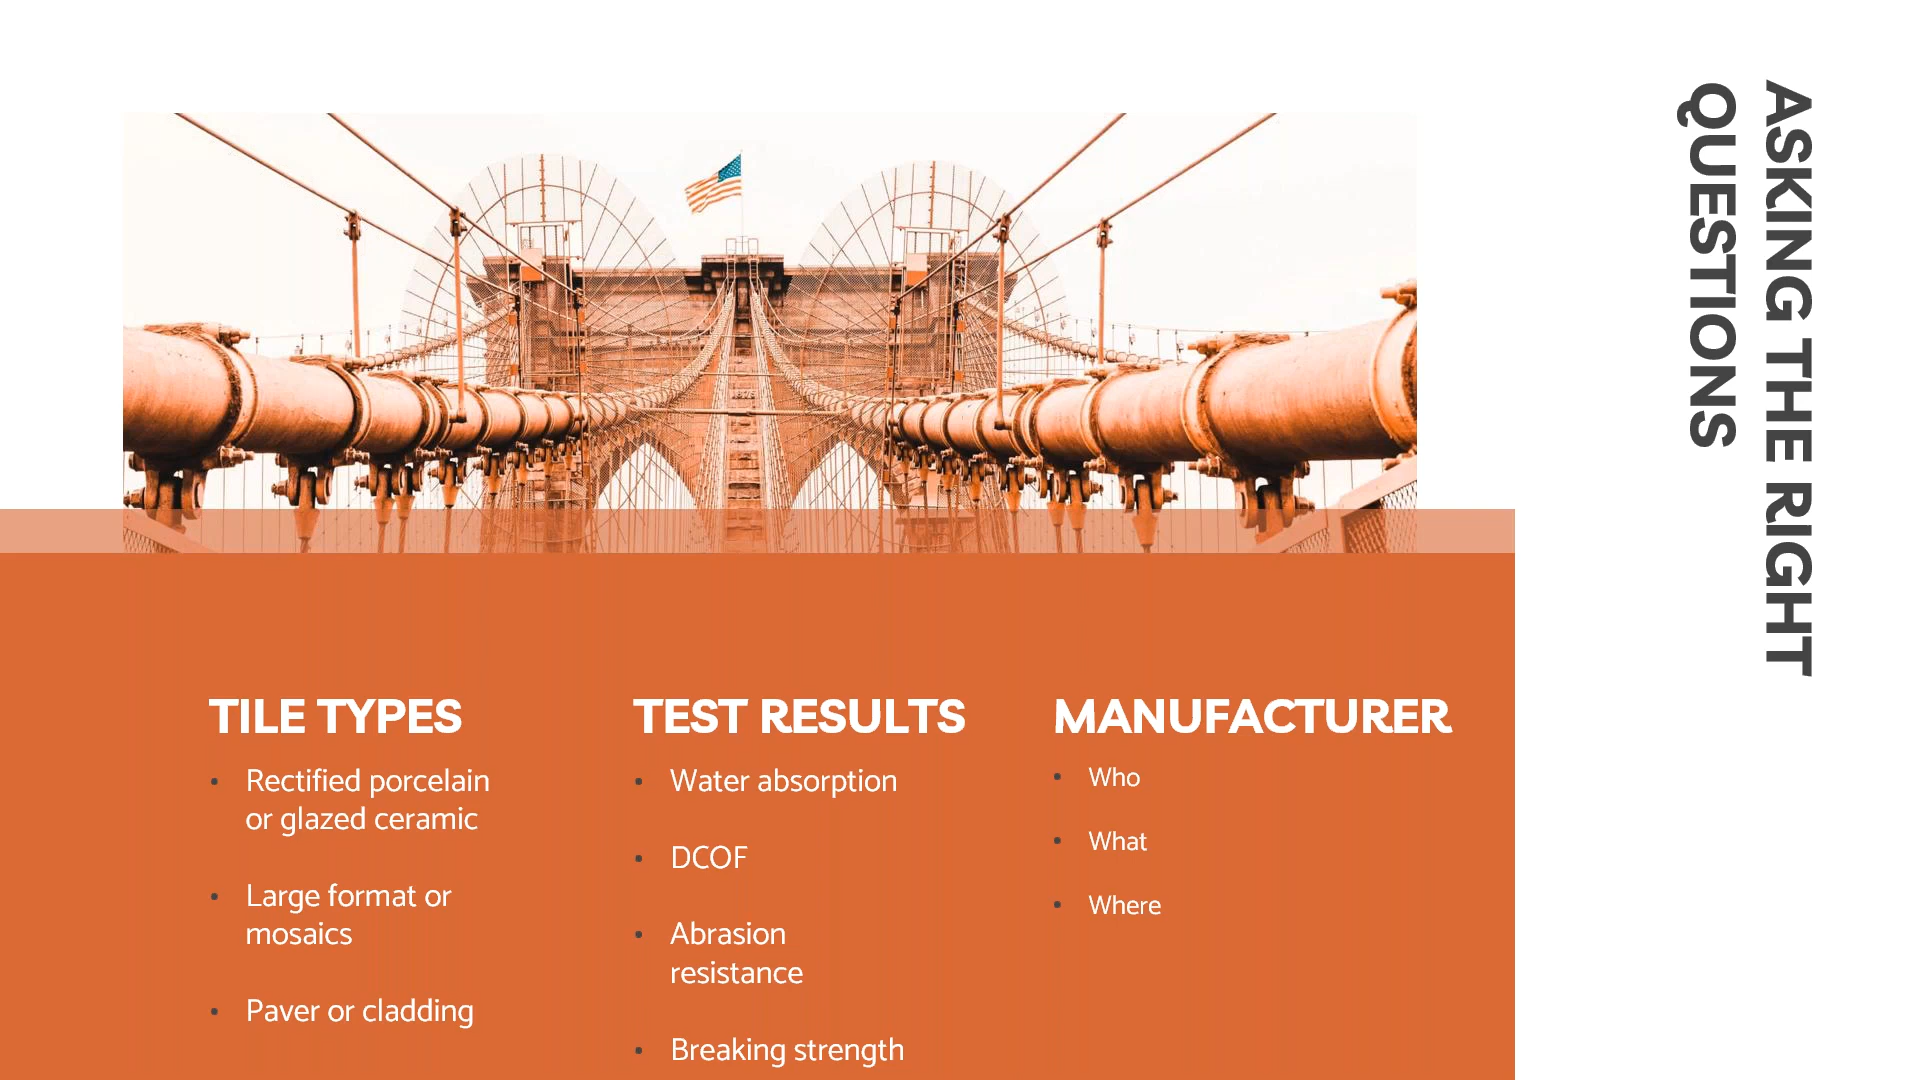 ASKING THE RIGHT
QUESTIONS
TILE TYPES
• Rectified porcelain
or glazed ceramic
• Large format or
mosaics
• Paver or cladding
TEST RESULTS
• Water absorption
• DCOF
• Abrasion
resistance
• Breaking strength
MANUFACTURER
• Who
• What
• Where